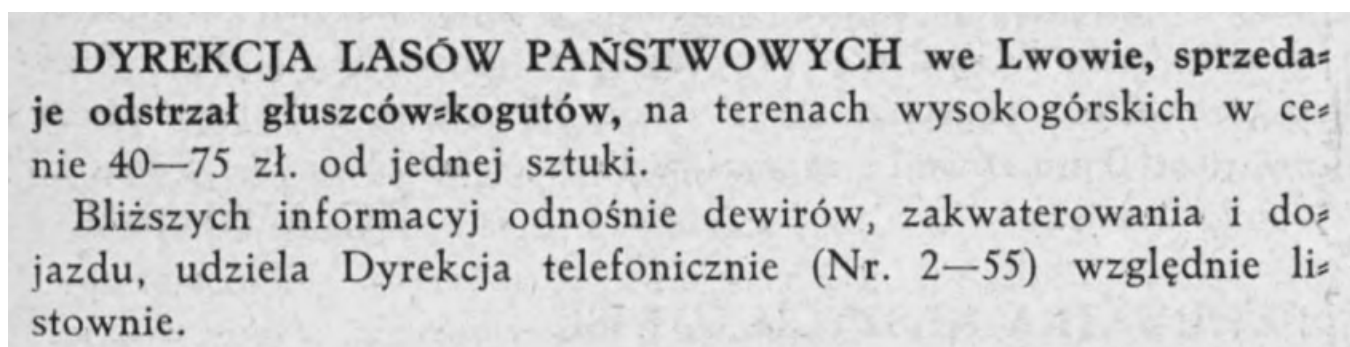 DYREKCJA LASÓW PAŃSTWOWYCH we Lwowie, sprzeda⸗
je odstrzał głuszców⸗kogutów, na terenach wysokogórskich w ce⸗
nie 40—75 zł. od jednej sztuki.
Bliższych informacyj odnośnie dewirów, zakwaterowania i do⸗
jazdu, udziela Dyrekcja telefonicznie (Nr. 2—55) względnie li⸗
stownie.